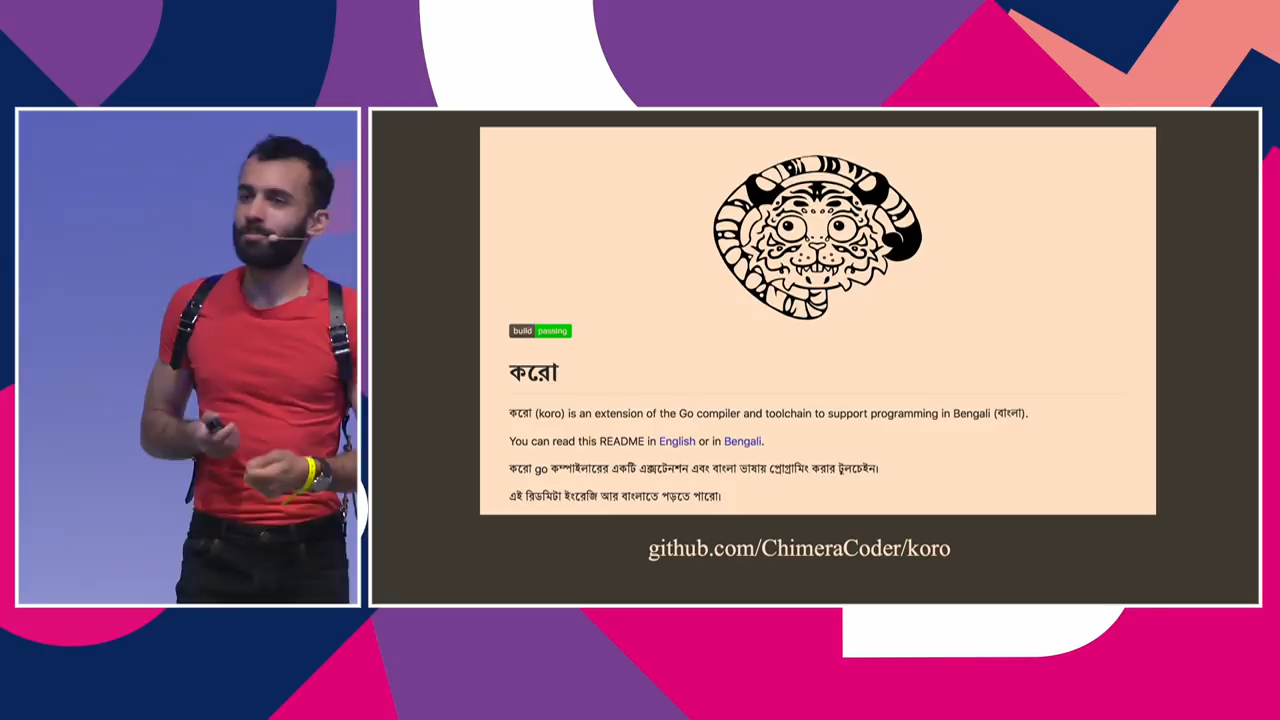 build passing
করো
করো (koro) is an extension of the Go compiler and toolchain to support programming in Bengali (বাংলা).
You can read this README in English or in Bengali.
করো go কম্পাইলারের একটি এক্সটেনশন এবং বাংলা ভাষায় প্রোগ্রামিং করার টুলচেইন।
এই রিডমিটা ইংরেজি আর বাংলাতে পড়তে পারো।
github.com/ChimeraCoder/koro